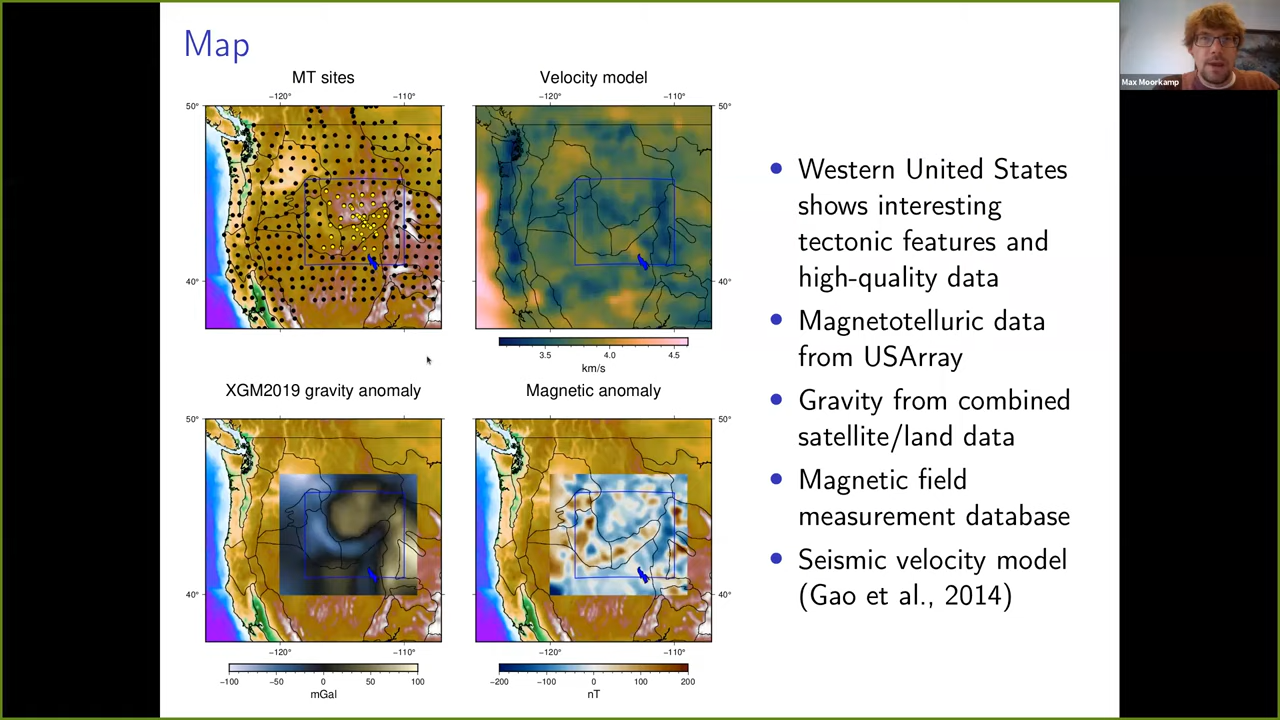 Map
MT sites
−120°
−110°
50°
40°
Velocity model
−120°
−110°
50°
40°
3.5
4.0
4.5
km/s
XGM2019 gravity anomaly
50°
40°
−120°
−110°
−100
−50
0
50
100
mGal
Magnetic anomaly
50°
40°
−120°
−110°
−200
−100
0
100
200
nT
• Western United States
shows interesting
tectonic features and
high-quality data
• Magnetotelluric data
from USArray
• Gravity from combined
satellite/land data
• Magnetic field
measurement database
• Seismic velocity model
(Gao et al., 2014)
Max Moorkamp